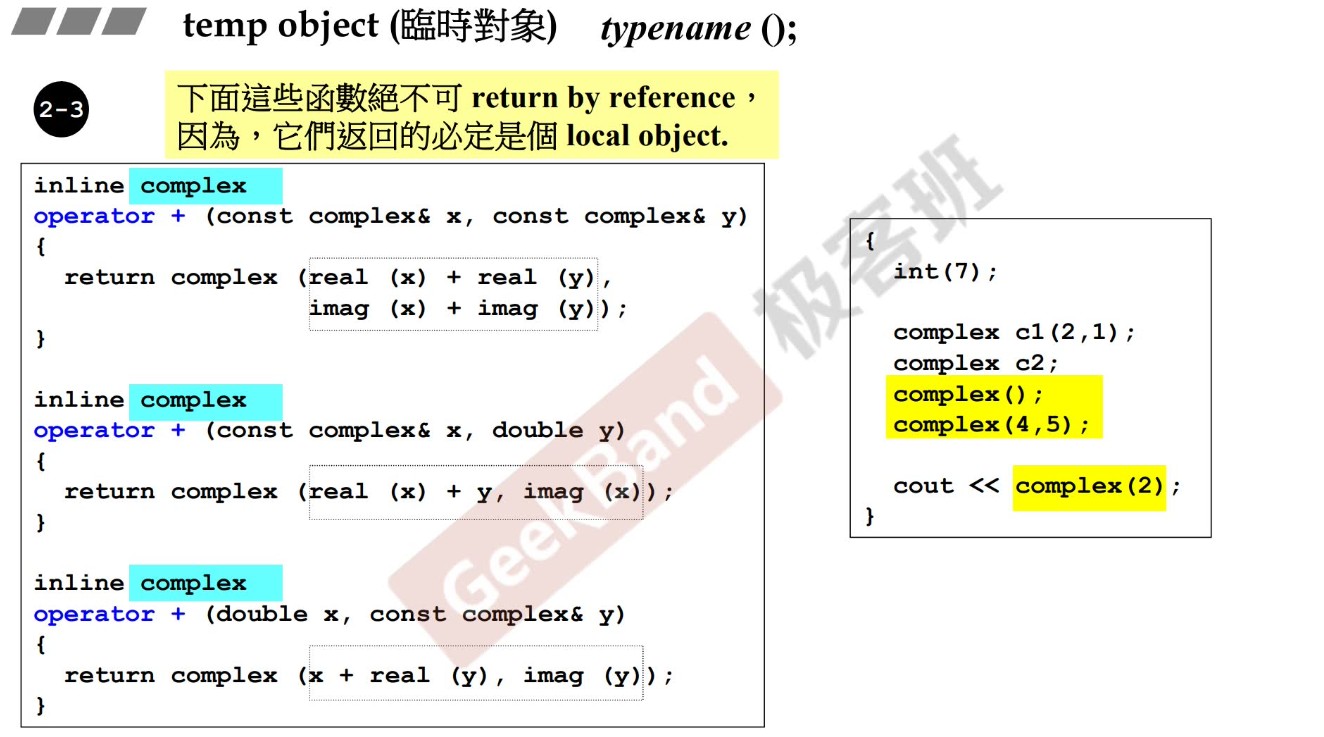 temp object (臨時對象) typename ();
2-3
下面這些函數絕不可 return by reference，
因為，它們返回的必定是個 local object.
inline complex
operator + (const complex& x, const complex& y)
{
  return complex (real (x) + real (y),
                  imag (x) + imag (y));
}

inline complex
operator + (const complex& x, double y)
{
  return complex (real (x) + y, imag (x));
}

inline complex
operator + (double x, const complex& y)
{
  return complex (x + real (y), imag (y));
}
{
  int(7);

  complex c1(2,1);
  complex c2;
  complex();
  complex(4,5);

  cout << complex(2);
}
GeekBand 极客班